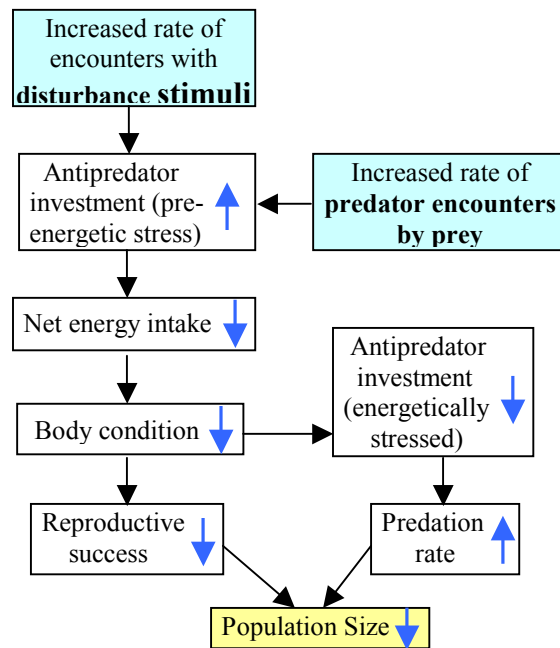 Increased rate of
encounters with
disturbance stimuli
Antipredator
investment (pre-
energetic stress)
Increased rate of
predator encounters
by prey
Net energy intake
Antipredator
investment
(energetically
stressed)
Body condition
Reproductive
success
Predation
rate
Population Size